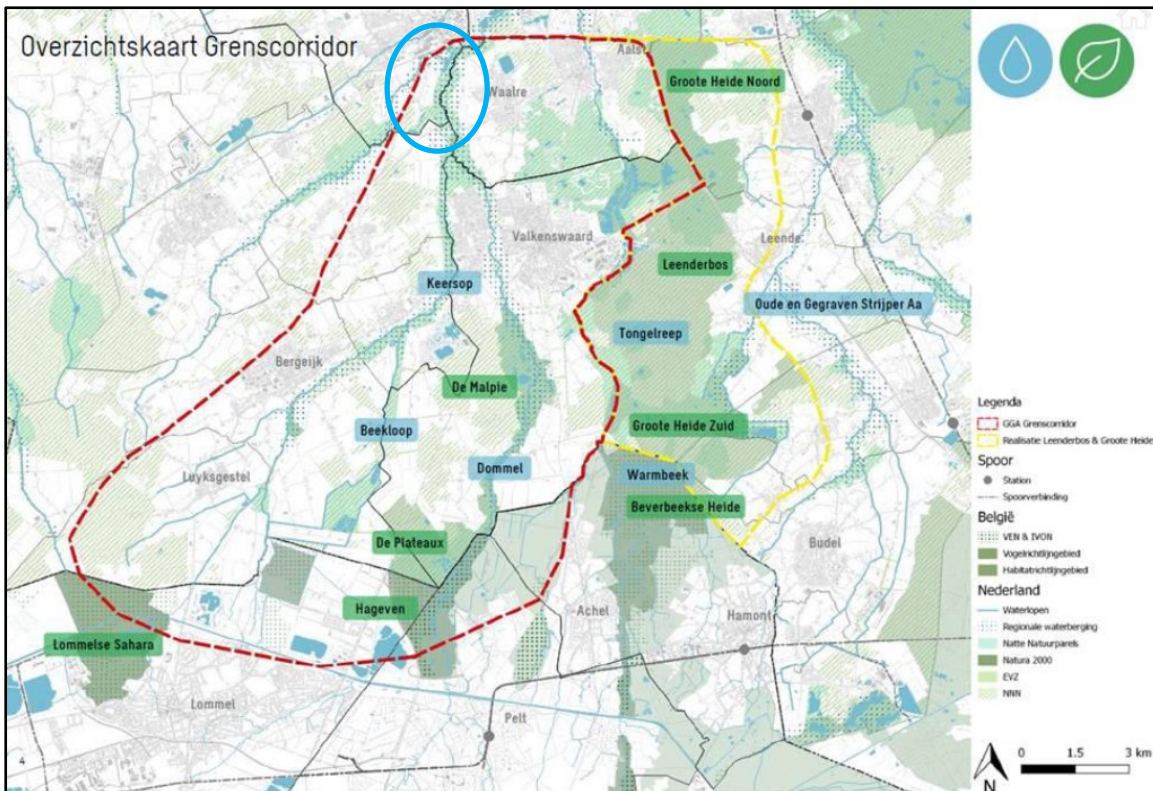 Overzichtskaart Grenscorridor
Aalst
Groote Heide Noord
Waalre
Valkenswaard
Leende
Leenderbos
Keersop
Oude en Gegraven Strijper Aa
Tongelreep
Bergeijk
De Malpie
Beekloop
Groote Heide Zuid
Dommel
Warmbeek
Luyksgestel
Beverbeekse Heide
De Plateaux
Budel
Hageven
Achel
Hamont
Lommelse Sahara
Lommel
Pelt
4
Legenda
GGA Grenscorridor
Realisatie Leenderbos & Groote Heide
Spoor
Station
Spoorverbinding
België
VEN & IVON
Vogelrichtlijngebied
Habitatrichtlijngebied
Nederland
Waterlopen
Regionale waterberging
Natte Natuurparels
Natura 2000
EVZ
NNN
N
0 1.5 3 km